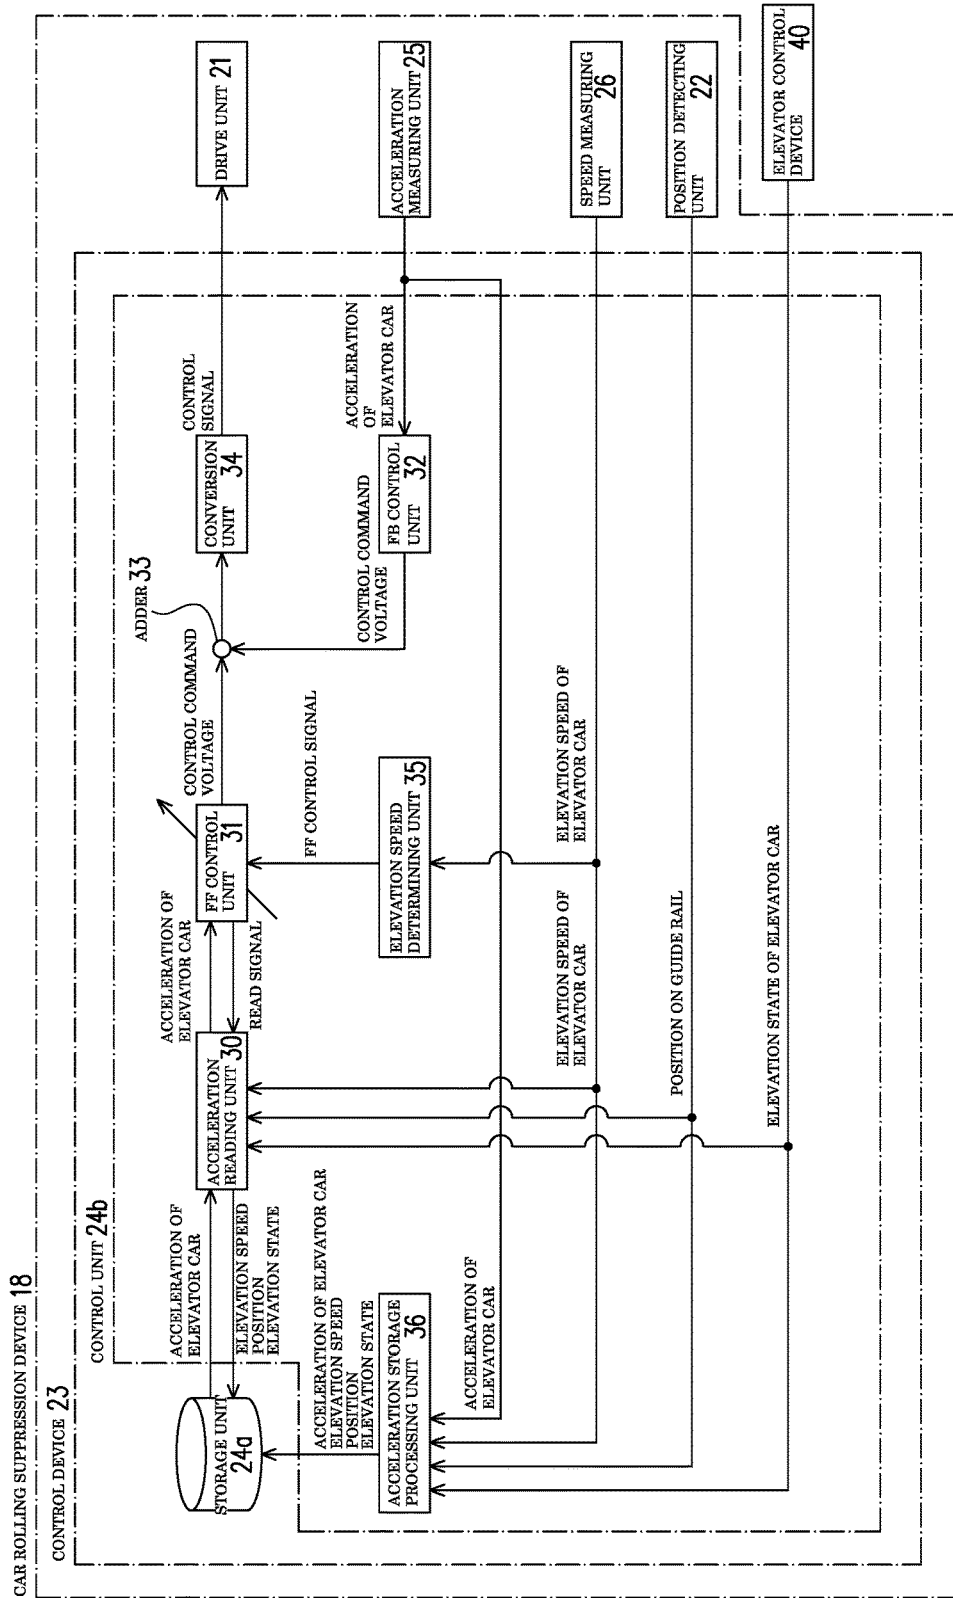 CAR ROLLING SUPPRESSION DEVICE 18
CONTROL DEVICE 23
CONTROL UNIT 24b
STORAGE UNIT
24a
ACCELERATION OF
ELEVATOR CAR
ELEVATION SPEED
POSITION
ELEVATION STATE
ACCELERATION
READING UNIT 30
ACCELERATION OF
ELEVATOR CAR
READ SIGNAL
FF CONTROL
UNIT 31
CONTROL COMMAND
VOLTAGE
ADDER 33
CONVERSION
UNIT 34
CONTROL
SIGNAL
DRIVE UNIT 21
ACCELERATION OF ELEVATOR CAR
ELEVATION SPEED
POSITION
ELEVATION STATE
ACCELERATION STORAGE
PROCESSING UNIT 36
ACCELERATION OF
ELEVATOR CAR
FF CONTROL SIGNAL
ELEVATION SPEED
DETERMINING UNIT 35
CONTROL COMMAND
VOLTAGE
FB CONTROL
UNIT 32
ACCELERATION
OF
ELEVATOR CAR
ACCELERATION
MEASURING UNIT 25
ELEVATION SPEED OF
ELEVATOR CAR
ELEVATION SPEED OF
ELEVATOR CAR
SPEED MEASURING
UNIT 26
POSITION ON GUIDE RAIL
POSITION DETECTING
UNIT 22
ELEVATION STATE OF ELEVATOR CAR
ELEVATOR CONTROL
DEVICE 40